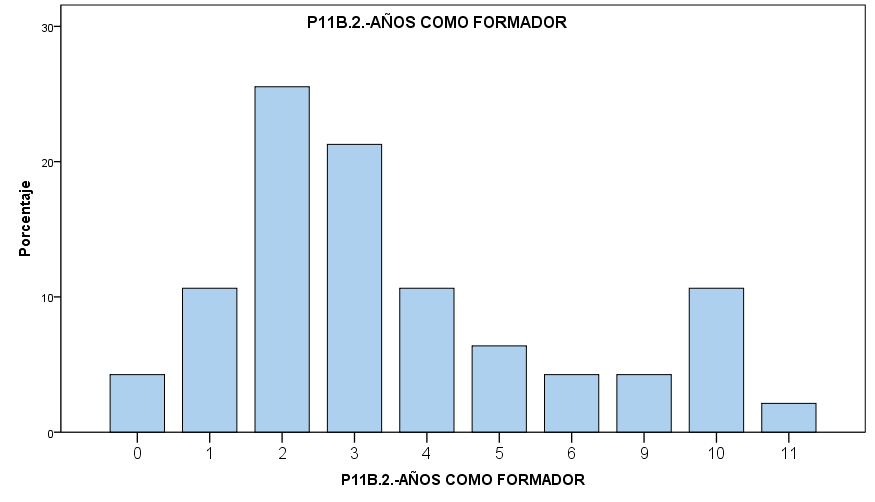 P11B.2.-AÑOS COMO FORMADOR
30
20
10
0
Porcentaje
0 1 2 3 4 5 6 9 10 11
P11B.2.-AÑOS COMO FORMADOR